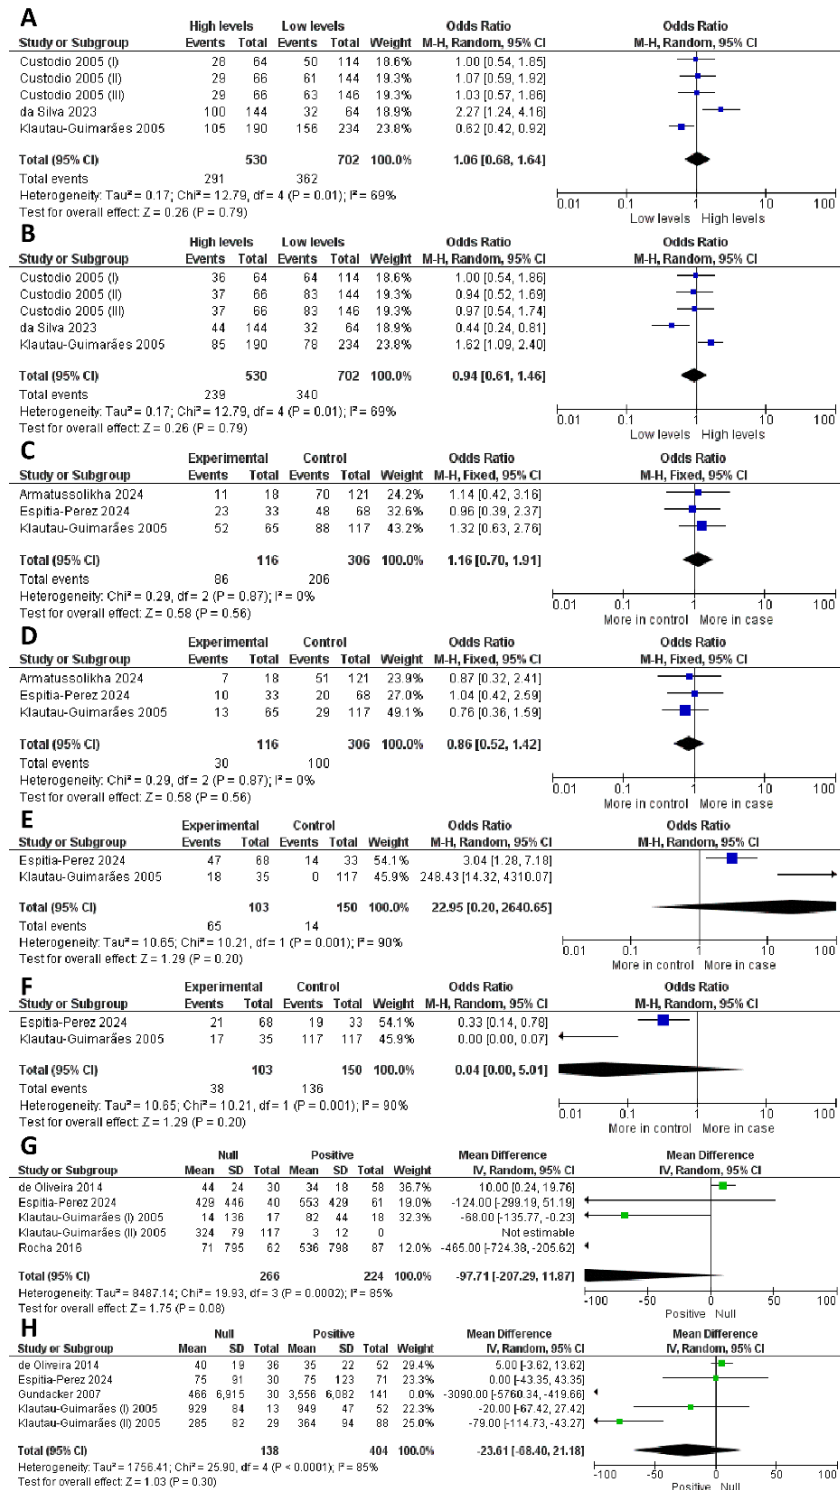 A
High levels Low levels Odds Ratio Odds Ratio
Study or Subgroup Events Total Events Total Weight M-H, Random, 95% CI M-H, Random, 95% CI
Custodio 2005 (I) 28 64 50 114 18.6% 1.00 [0.54, 1.85]
Custodio 2005 (II) 29 66 61 144 19.3% 1.07 [0.59, 1.92]
Custodio 2005 (III) 29 66 63 146 19.3% 1.03 [0.57, 1.86]
da Silva 2023 100 144 32 64 18.9% 2.27 [1.24, 4.16]
Klautau-Guimarães 2005 105 190 156 234 23.8% 0.62 [0.42, 0.92]
Total (95% CI) 530 702 100.0% 1.06 [0.68, 1.64]
Total events 291 362
Heterogeneity: Tau² = 0.17; Chi² = 12.79, df = 4 (P = 0.01); I² = 69%
Test for overall effect: Z = 0.26 (P = 0.79)
0.01 0.1 1 10 100
Low levels High levels
B
High levels Low levels Odds Ratio Odds Ratio
Study or Subgroup Events Total Events Total Weight M-H, Random, 95% CI M-H, Random, 95% CI
Custodio 2005 (I) 36 64 64 114 18.6% 1.00 [0.54, 1.86]
Custodio 2005 (II) 37 66 83 144 19.3% 0.94 [0.52, 1.69]
Custodio 2005 (III) 37 66 83 146 19.3% 0.97 [0.54, 1.74]
da Silva 2023 44 144 32 64 18.9% 0.44 [0.24, 0.81]
Klautau-Guimarães 2005 85 190 78 234 23.8% 1.62 [1.09, 2.40]
Total (95% CI) 530 702 100.0% 0.94 [0.61, 1.46]
Total events 239 340
Heterogeneity: Tau² = 0.17; Chi² = 12.79, df = 4 (P = 0.01); I² = 69%
Test for overall effect: Z = 0.26 (P = 0.79)
0.01 0.1 1 10 100
Low levels High levels
C
Experimental Control Odds Ratio Odds Ratio
Study or Subgroup Events Total Events Total Weight M-H, Fixed, 95% CI M-H, Fixed, 95% CI
Armatussolikha 2024 11 18 70 121 24.2% 1.14 [0.42, 3.16]
Espitia-Perez 2024 23 33 48 68 32.6% 0.96 [0.39, 2.37]
Klautau-Guimarães 2005 52 65 88 117 43.2% 1.32 [0.63, 2.76]
Total (95% CI) 116 306 100.0% 1.16 [0.70, 1.91]
Total events 86 206
Heterogeneity: Chi² = 0.29, df = 2 (P = 0.87); I² = 0%
Test for overall effect: Z = 0.58 (P = 0.56)
0.01 0.1 1 10 100
More in control More in case
D
Experimental Control Odds Ratio Odds Ratio
Study or Subgroup Events Total Events Total Weight M-H, Fixed, 95% CI M-H, Fixed, 95% CI
Armatussolikha 2024 7 18 51 121 23.9% 0.87 [0.32, 2.41]
Espitia-Perez 2024 10 33 20 68 27.0% 1.04 [0.42, 2.59]
Klautau-Guimarães 2005 13 65 29 117 49.1% 0.76 [0.36, 1.59]
Total (95% CI) 116 306 100.0% 0.86 [0.52, 1.42]
Total events 30 100
Heterogeneity: Chi² = 0.29, df = 2 (P = 0.87); I² = 0%
Test for overall effect: Z = 0.58 (P = 0.56)
0.01 0.1 1 10 100
More in control More in case
E
Experimental Control Odds Ratio Odds Ratio
Study or Subgroup Events Total Events Total Weight M-H, Random, 95% CI M-H, Random, 95% CI
Espitia-Perez 2024 47 68 14 33 54.1% 3.04 [1.28, 7.18]
Klautau-Guimarães 2005 18 35 0 117 45.9% 248.43 [14.32, 4310.07]
Total (95% CI) 103 150 100.0% 22.95 [0.20, 2640.65]
Total events 65 14
Heterogeneity: Tau² = 10.65; Chi² = 10.21, df = 1 (P = 0.001); I² = 90%
Test for overall effect: Z = 1.29 (P = 0.20)
0.01 0.1 1 10 100
More in control More in case
F
Experimental Control Odds Ratio Odds Ratio
Study or Subgroup Events Total Events Total Weight M-H, Random, 95% CI M-H, Random, 95% CI
Espitia-Perez 2024 21 68 19 33 54.1% 0.33 [0.14, 0.78]
Klautau-Guimarães 2005 17 35 117 117 45.9% 0.00 [0.00, 0.07]
Total (95% CI) 103 150 100.0% 0.04 [0.00, 5.01]
Total events 38 136
Heterogeneity: Tau² = 10.65; Chi² = 10.21, df = 1 (P = 0.001); I² = 90%
Test for overall effect: Z = 1.29 (P = 0.20)
0.01 0.1 1 10 100
More in control More in case
G
Null Positive Mean Difference Mean Difference
Study or Subgroup Mean SD Total Mean SD Total Weight IV, Random, 95% CI IV, Random, 95% CI
de Oliveira 2014 44 24 30 34 18 58 36.7% 10.00 [0.24, 19.76]
Espitia-Perez 2024 429 446 40 553 429 61 19.0% -124.00 [-299.19, 51.19]
Klautau-Guimarães (I) 2005 14 136 17 82 44 18 32.3% -68.00 [-135.77, -0.23]
Klautau-Guimarães (II) 2005 324 79 117 3 12 0 Not estimable
Rocha 2016 71 795 62 536 798 87 12.0% -465.00 [-724.38, -205.62]
Total (95% CI) 266 224 100.0% -97.71 [-207.29, 11.87]
Heterogeneity: Tau² = 8487.14; Chi² = 19.93, df = 3 (P = 0.0002); I² = 85%
Test for overall effect: Z = 1.75 (P = 0.08)
-100 -50 0 50 100
Positive Null
H
Null Positive Mean Difference Mean Difference
Study or Subgroup Mean SD Total Mean SD Total Weight IV, Random, 95% CI IV, Random, 95% CI
de Oliveira 2014 40 19 36 35 22 52 29.4% 5.00 [-3.62, 13.62]
Espitia-Perez 2024 75 91 30 75 123 71 23.3% 0.00 [-43.35, 43.35]
Gundacker 2007 466 6,915 30 3,556 6,082 141 0.0% -3090.00 [-5760.34, -419.66]
Klautau-Guimarães (I) 2005 929 84 13 949 47 52 22.3% -20.00 [-67.42, 27.42]
Klautau-Guimarães (II) 2005 285 82 29 364 94 88 25.0% -79.00 [-114.73, -43.27]
Total (95% CI) 138 404 100.0% -23.61 [-68.40, 21.18]
Heterogeneity: Tau² = 1756.41; Chi² = 25.90, df = 4 (P < 0.0001); I² = 85%
Test for overall effect: Z = 1.03 (P = 0.30)
-100 -50 0 50 100
Positive Null